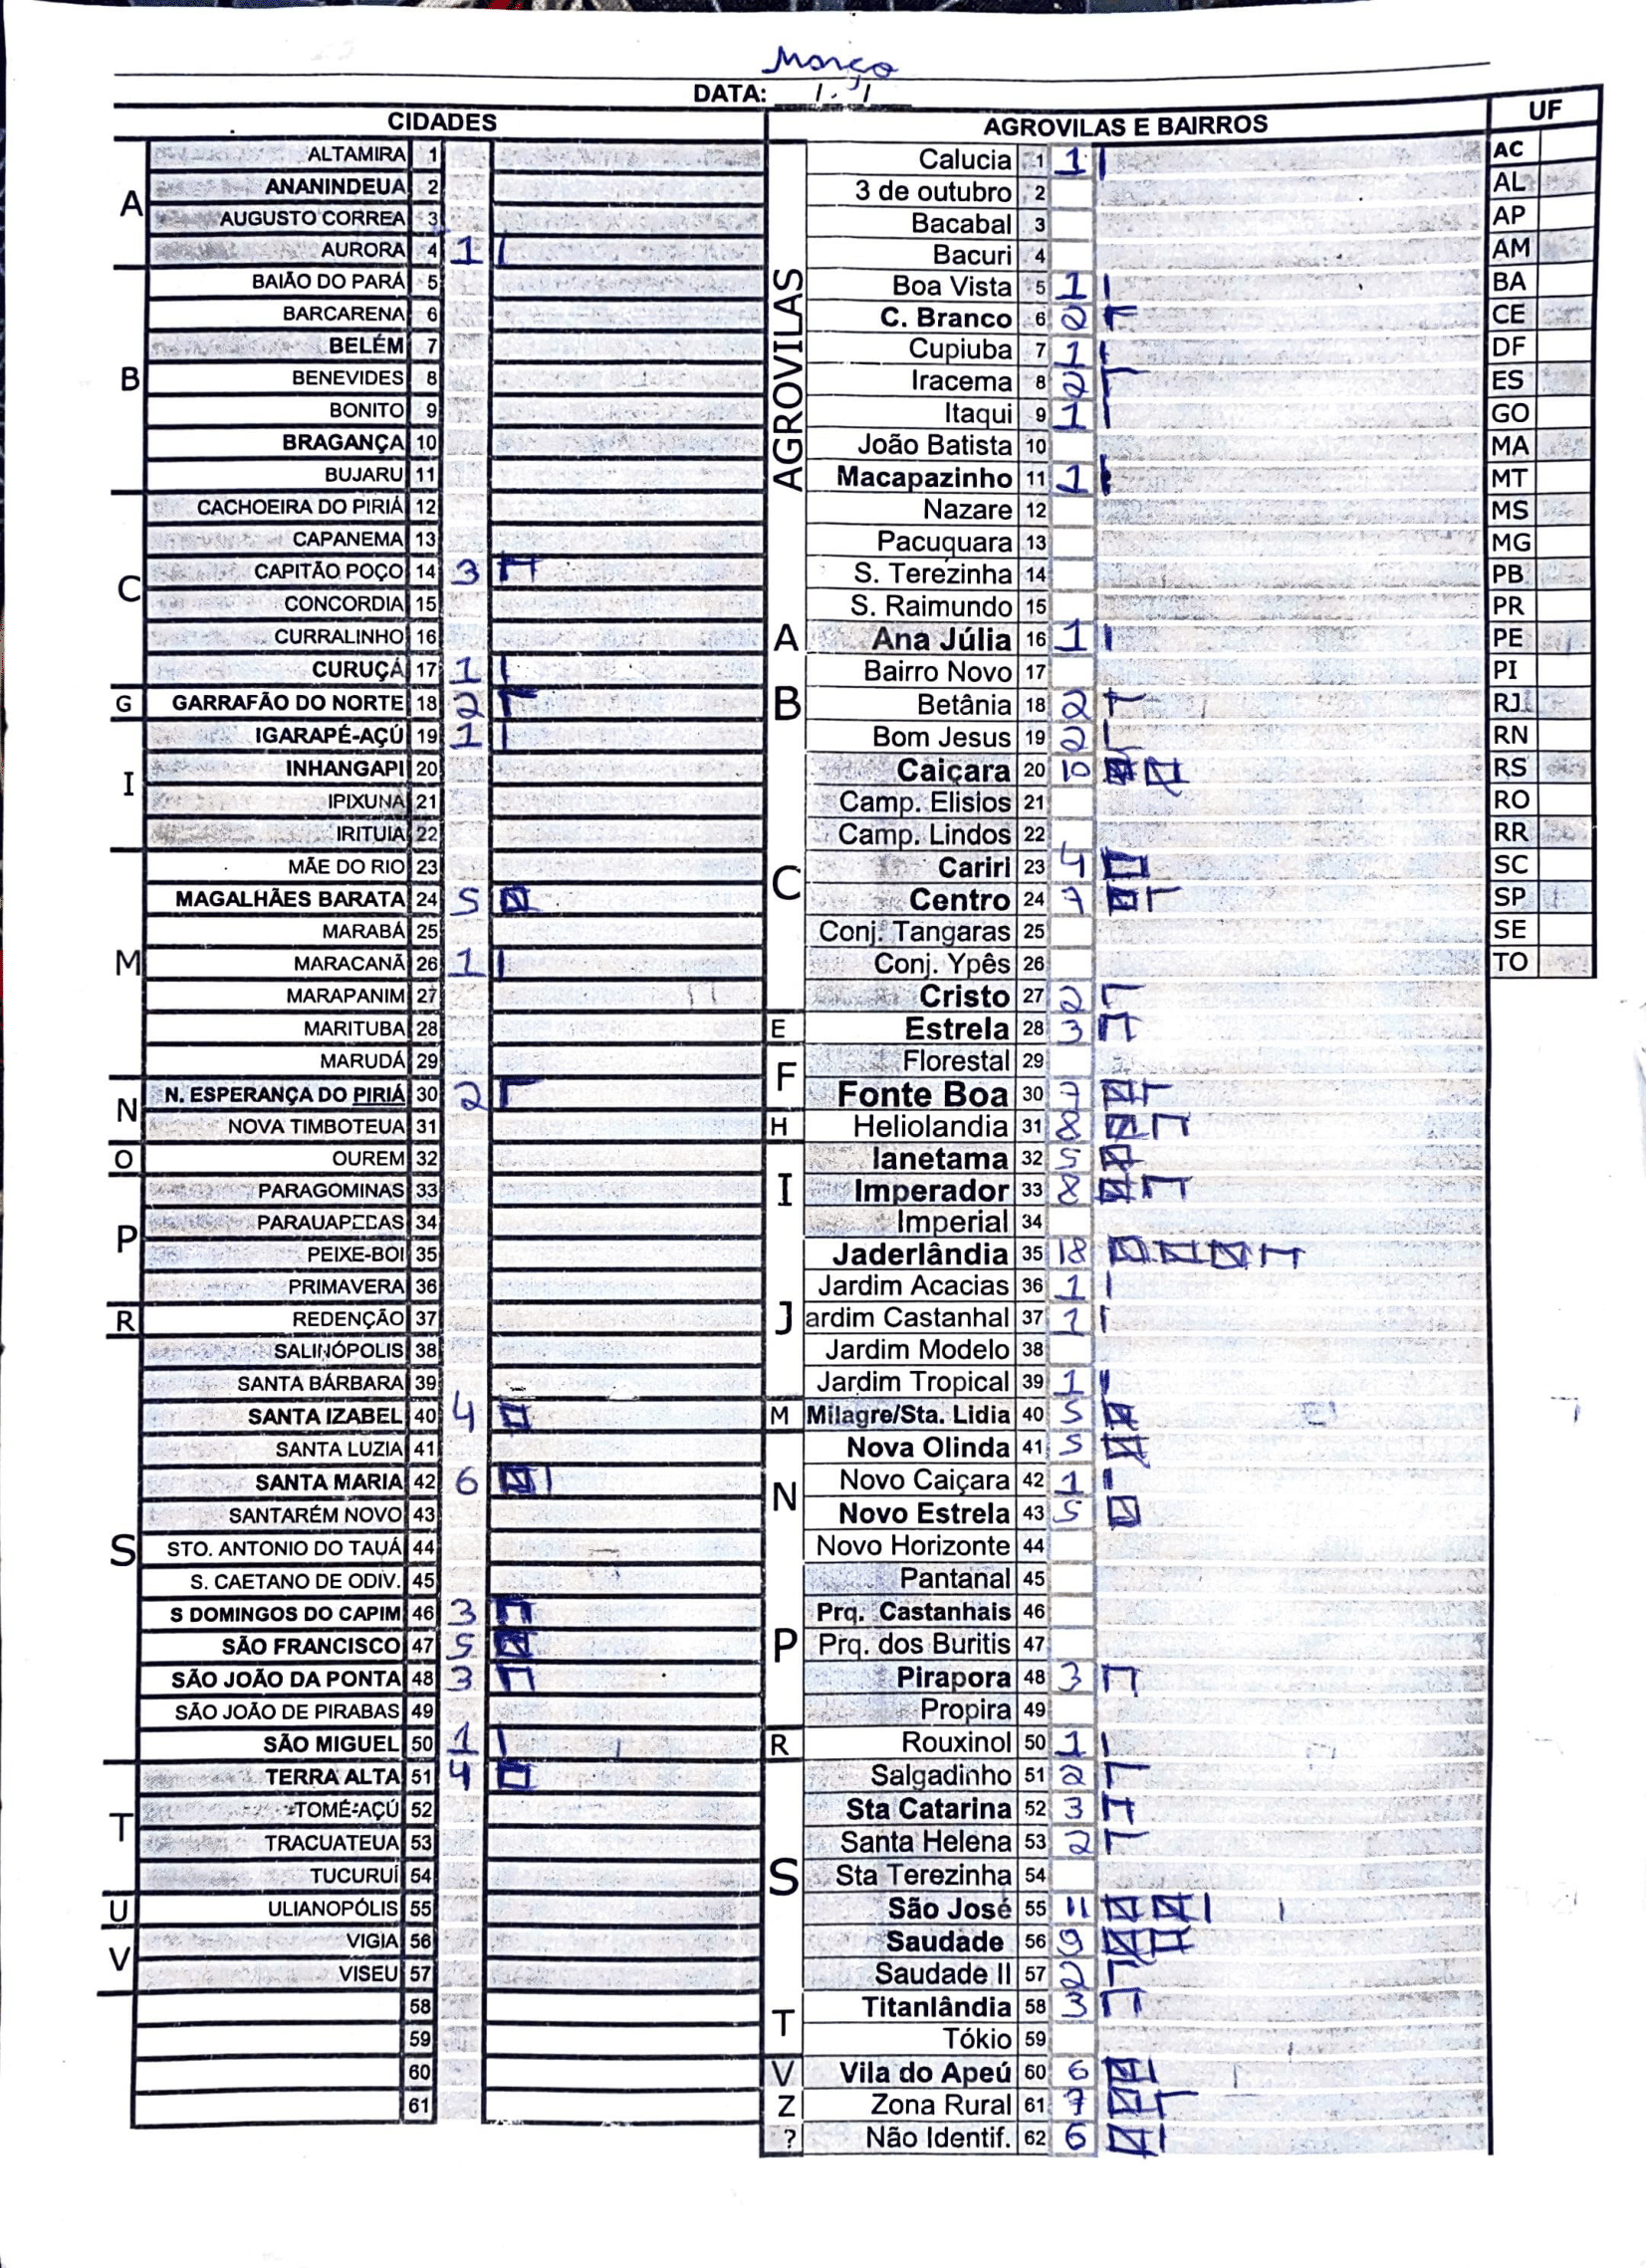 Março
DATA: / /
CIDADES
A
ALTAMIRA 1
ANANINDEUA 2
AUGUSTO CORREA 3
AURORA 4 1
B
BAIÃO DO PARÁ 5
BARCARENA 6
BELÉM 7
BENEVIDES 8
BONITO 9
BRAGANÇA 10
BUJARU 11
C
CACHOEIRA DO PIRIÁ 12
CAPANEMA 13
CAPITÃO POÇO 14 3
CONCORDIA 15
CURRALINHO 16
CURUÇÁ 17 1
G
GARRAFÃO DO NORTE 18 2
I
IGARAPÉ-AÇÚ 19 1
INHANGAPI 20
IPIXUNA 21
IRITUIA 22
M
MÃE DO RIO 23
MAGALHÃES BARATA 24 5
MARABÁ 25
MARACANÃ 26 1
MARAPANIM 27
MARITUBA 28
MARUDÁ 29
N
N. ESPERANÇA DO PIRIÁ 30 2
NOVA TIMBOTEUA 31
O
OUREM 32
P
PARAGOMINAS 33
PARAUAPEBAS 34
PEIXE-BOI 35
PRIMAVERA 36
R
REDENÇÃO 37
S
SALINÓPOLIS 38
SANTA BÁRBARA 39
SANTA IZABEL 40 4
SANTA LUZIA 41
SANTA MARIA 42 6
SANTARÉM NOVO 43
STO. ANTONIO DO TAUÁ 44
S. CAETANO DE ODIV. 45
S DOMINGOS DO CAPIM 46 3
SÃO FRANCISCO 47 5
SÃO JOÃO DA PONTA 48 3
SÃO JOÃO DE PIRABAS 49
SÃO MIGUEL 50 1
T
TERRA ALTA 51 4
TOMÉ-AÇÚ 52
TRACUATEUA 53
TUCURUÍ 54
U
ULIANOPÓLIS 55
V
VIGIA 56
VISEU 57
58
59
60
61
AGROVILAS E BAIRROS
AGROVILAS
Calucia 1 1
3 de outubro 2
Bacabal 3
Bacuri 4
Boa Vista 5 1
C. Branco 6 2
Cupiuba 7 1
Iracema 8 2
Itaqui 9 1
João Batista 10
Macapazinho 11 1
Nazare 12
Pacuquara 13
S. Terezinha 14
S. Raimundo 15
A
Ana Júlia 16 1
Bairro Novo 17
B
Betânia 18 2
Bom Jesus 19 2
C
Caiçara 20 10
Camp. Elisios 21
Camp. Lindos 22
Cariri 23 4
Centro 24 7
Conj. Tangaras 25
Conj. Ypês 26
Cristo 27 2
E
Estrela 28 3
F
Florestal 29
Fonte Boa 30 7
H
Heliolandia 31 8
I
Ianetama 32 5
Imperador 33 8
Imperial 34
J
Jaderlândia 35 18
Jardim Acacias 36 1
ardim Castanhal 37 1
Jardim Modelo 38
Jardim Tropical 39 1
M
Milagre/Sta. Lidia 40 5
N
Nova Olinda 41 5
Novo Caiçara 42 1
Novo Estrela 43 5
Novo Horizonte 44
P
Pantanal 45
Prq. Castanhais 46
Prq. dos Buritis 47
Pirapora 48 3
Propira 49
R
Rouxinol 50 1
S
Salgadinho 51 2
Sta Catarina 52 3
Santa Helena 53 2
Sta Terezinha 54
São José 55 11
Saudade 56 9
Saudade II 57 2
T
Titanlândia 58 3
Tókio 59
V
Vila do Apeú 60 6
Z
Zona Rural 61 7
?
Não Identif. 62 6
UF
AC
AL
AP
AM
BA
CE
DF
ES
GO
MA
MT
MS
MG
PB
PR
PE
PI
RJ
RN
RS
RO
RR
SC
SP
SE
TO